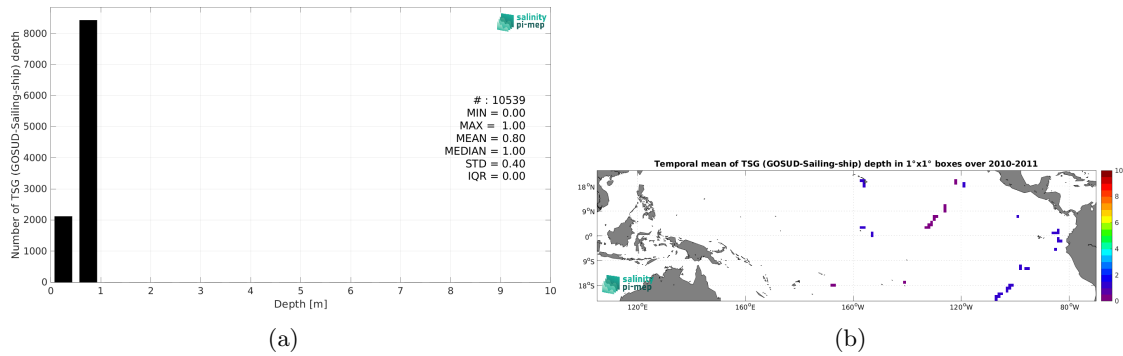 Number of TSG (GOSUD-Sailing-ship) depth
8000
7000
6000
5000
4000
3000
2000
1000
0
0 1 2 3 4 5 6 7 8 9 10
Depth [m]
salinity
pi-mep
# : 10539
MIN = 0.00
MAX = 1.00
MEAN = 0.80
MEDIAN = 1.00
STD = 0.40
IQR = 0.00
(a)
Temporal mean of TSG (GOSUD-Sailing-ship) depth in 1°x1° boxes over 2010-2011
18°N
9°N
0°
9°S
18°S
120°E 160°E 160°W 120°W 80°W
salinity
pi-mep
10
8
6
4
2
0
(b)